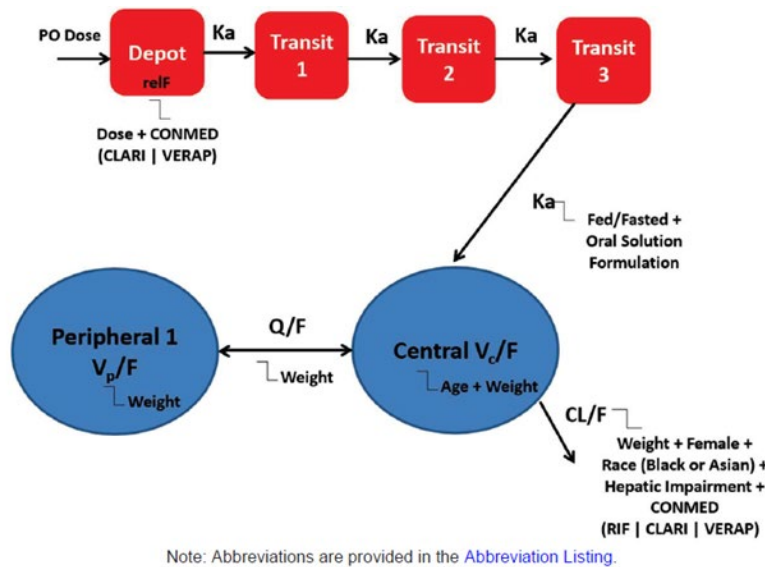 PO Dose
Depot
relF
Ka
Transit
1
Ka
Transit
2
Ka
Transit
3
Dose + CONMED
(CLARI | VERAP)
Ka
Fed/Fasted +
Oral Solution
Formulation
Peripheral 1
Vp/F
Weight
Q/F
Weight
Central Vc/F
Age + Weight
CL/F
Weight + Female +
Race (Black or Asian) +
Hepatic Impairment +
CONMED
(RIF | CLARI | VERAP)
Note: Abbreviations are provided in the Abbreviation Listing.